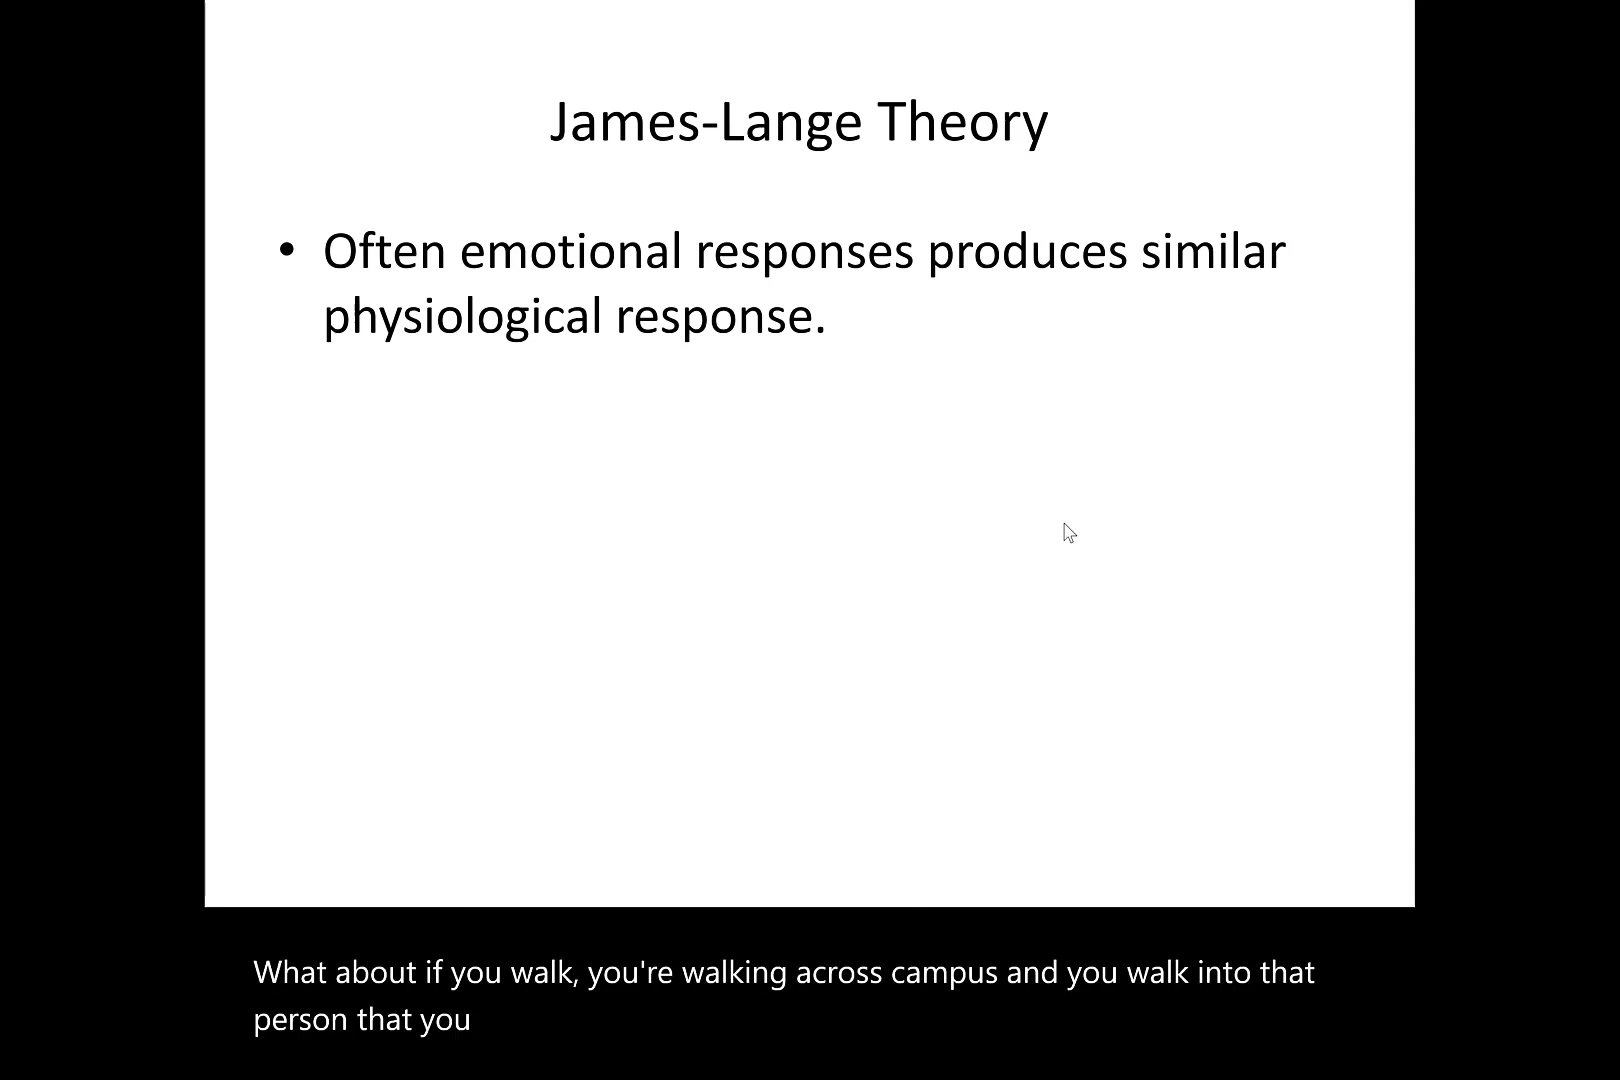 James-Lange Theory
• Often emotional responses produces similar
physiological response.
What about if you walk, you're walking across campus and you walk into that
person that you